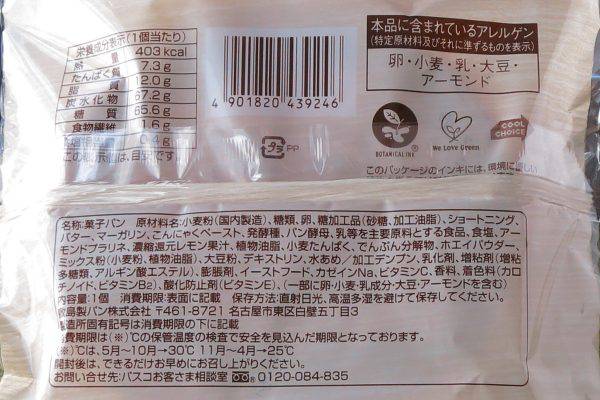 栄養成分表示(1個当たり)
熱 量 403kcal
たんぱく質 7.3g
脂 質 12.0g
炭水化物 67.2g
糖 質 65.6g
食物繊維 1.6g
この表示値は、目安です。
4 901820 439246
プラ PP
本品に含まれているアレルゲン
(特定原材料及びそれに準ずるものを表示)
卵・小麦・乳・大豆・
アーモンド
BOTANICAL INK
We Love Green
COOL CHOICE
このパッケージのインキには、環境に優しい
名称:菓子パン 原材料名:小麦粉(国内製造)、糖類、卵、糖加工品(砂糖、加工油脂)、ショートニング、
バター、マーガリン、こんにゃくペースト、発酵種、パン酵母、乳等を主要原料とする食品、食塩、ア
ーモンドプラリネ、濃縮還元レモン果汁、植物油脂、小麦たんぱく、でんぷん分解物、ホエイパウダー、
ミックス粉(小麦粉、植物油脂)、大豆粉、デキストリン、水あめ/加工デンプン、乳化剤、増粘剤(増粘
多糖類、アルギン酸エステル)、膨脹剤、イーストフード、カゼインNa、ビタミンC、香料、着色料(カロ
チノイド、ビタミンB2)、酸化防止剤(ビタミンE)、(一部に卵・小麦・乳成分・大豆・アーモンドを含む)
内容量:1個 消費期限:表面に記載 保存方法:直射日光、高温多湿を避けて保存してください。
敷島製パン株式会社 〒461-8721 名古屋市東区白壁五丁目3
製造所固有記号は消費期限の下に記載
消費期限は(※)℃の保管温度の検査で安全を見込んだ期限となっております。
(※)℃は、5月~10月→30℃ 11月~4月→25℃
開封後は、できるだけお早めにお召し上がりください。
お問い合せ先:パスコお客さま相談室 0120-084-835